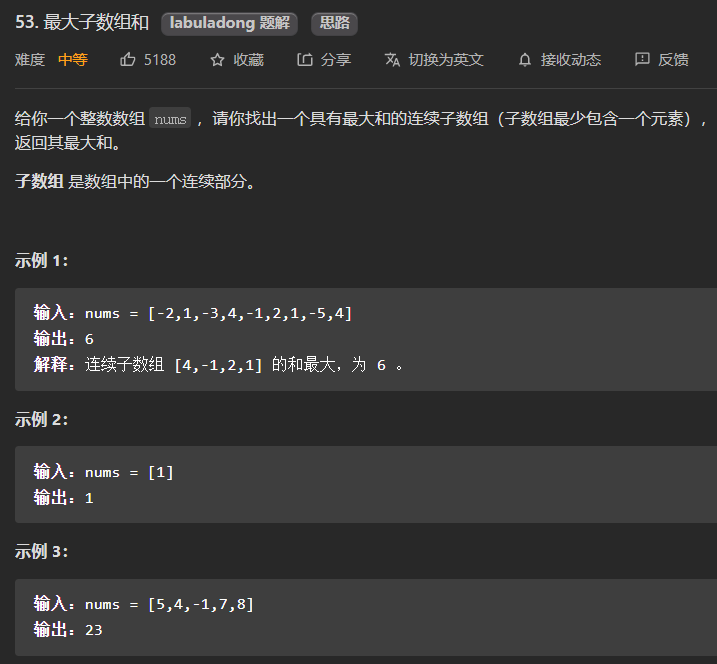 53. 最大子数组和 labuladong 题解 思路
难度 中等 5188 收藏 分享 切换为英文 接收动态 反馈
给你一个整数数组 nums ，请你找出一个具有最大和的连续子数组（子数组最少包含一个元素），
返回其最大和。
子数组 是数组中的一个连续部分。
示例 1：
输入：nums = [-2,1,-3,4,-1,2,1,-5,4]
输出：6
解释：连续子数组 [4,-1,2,1] 的和最大，为 6 。
示例 2：
输入：nums = [1]
输出：1
示例 3：
输入：nums = [5,4,-1,7,8]
输出：23